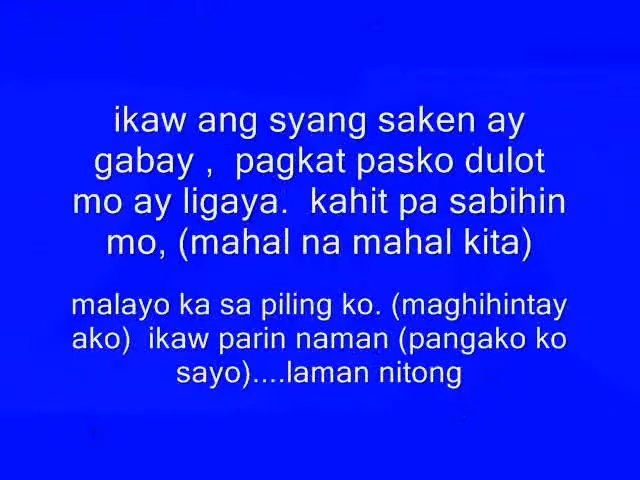 ikaw ang syang saken ay
gabay ,  pagkat pasko dulot
mo ay ligaya.  kahit pa sabihin
mo, (mahal na mahal kita)
malayo ka sa piling ko. (maghihintay
ako)  ikaw parin naman (pangako ko
sayo)....laman nitong